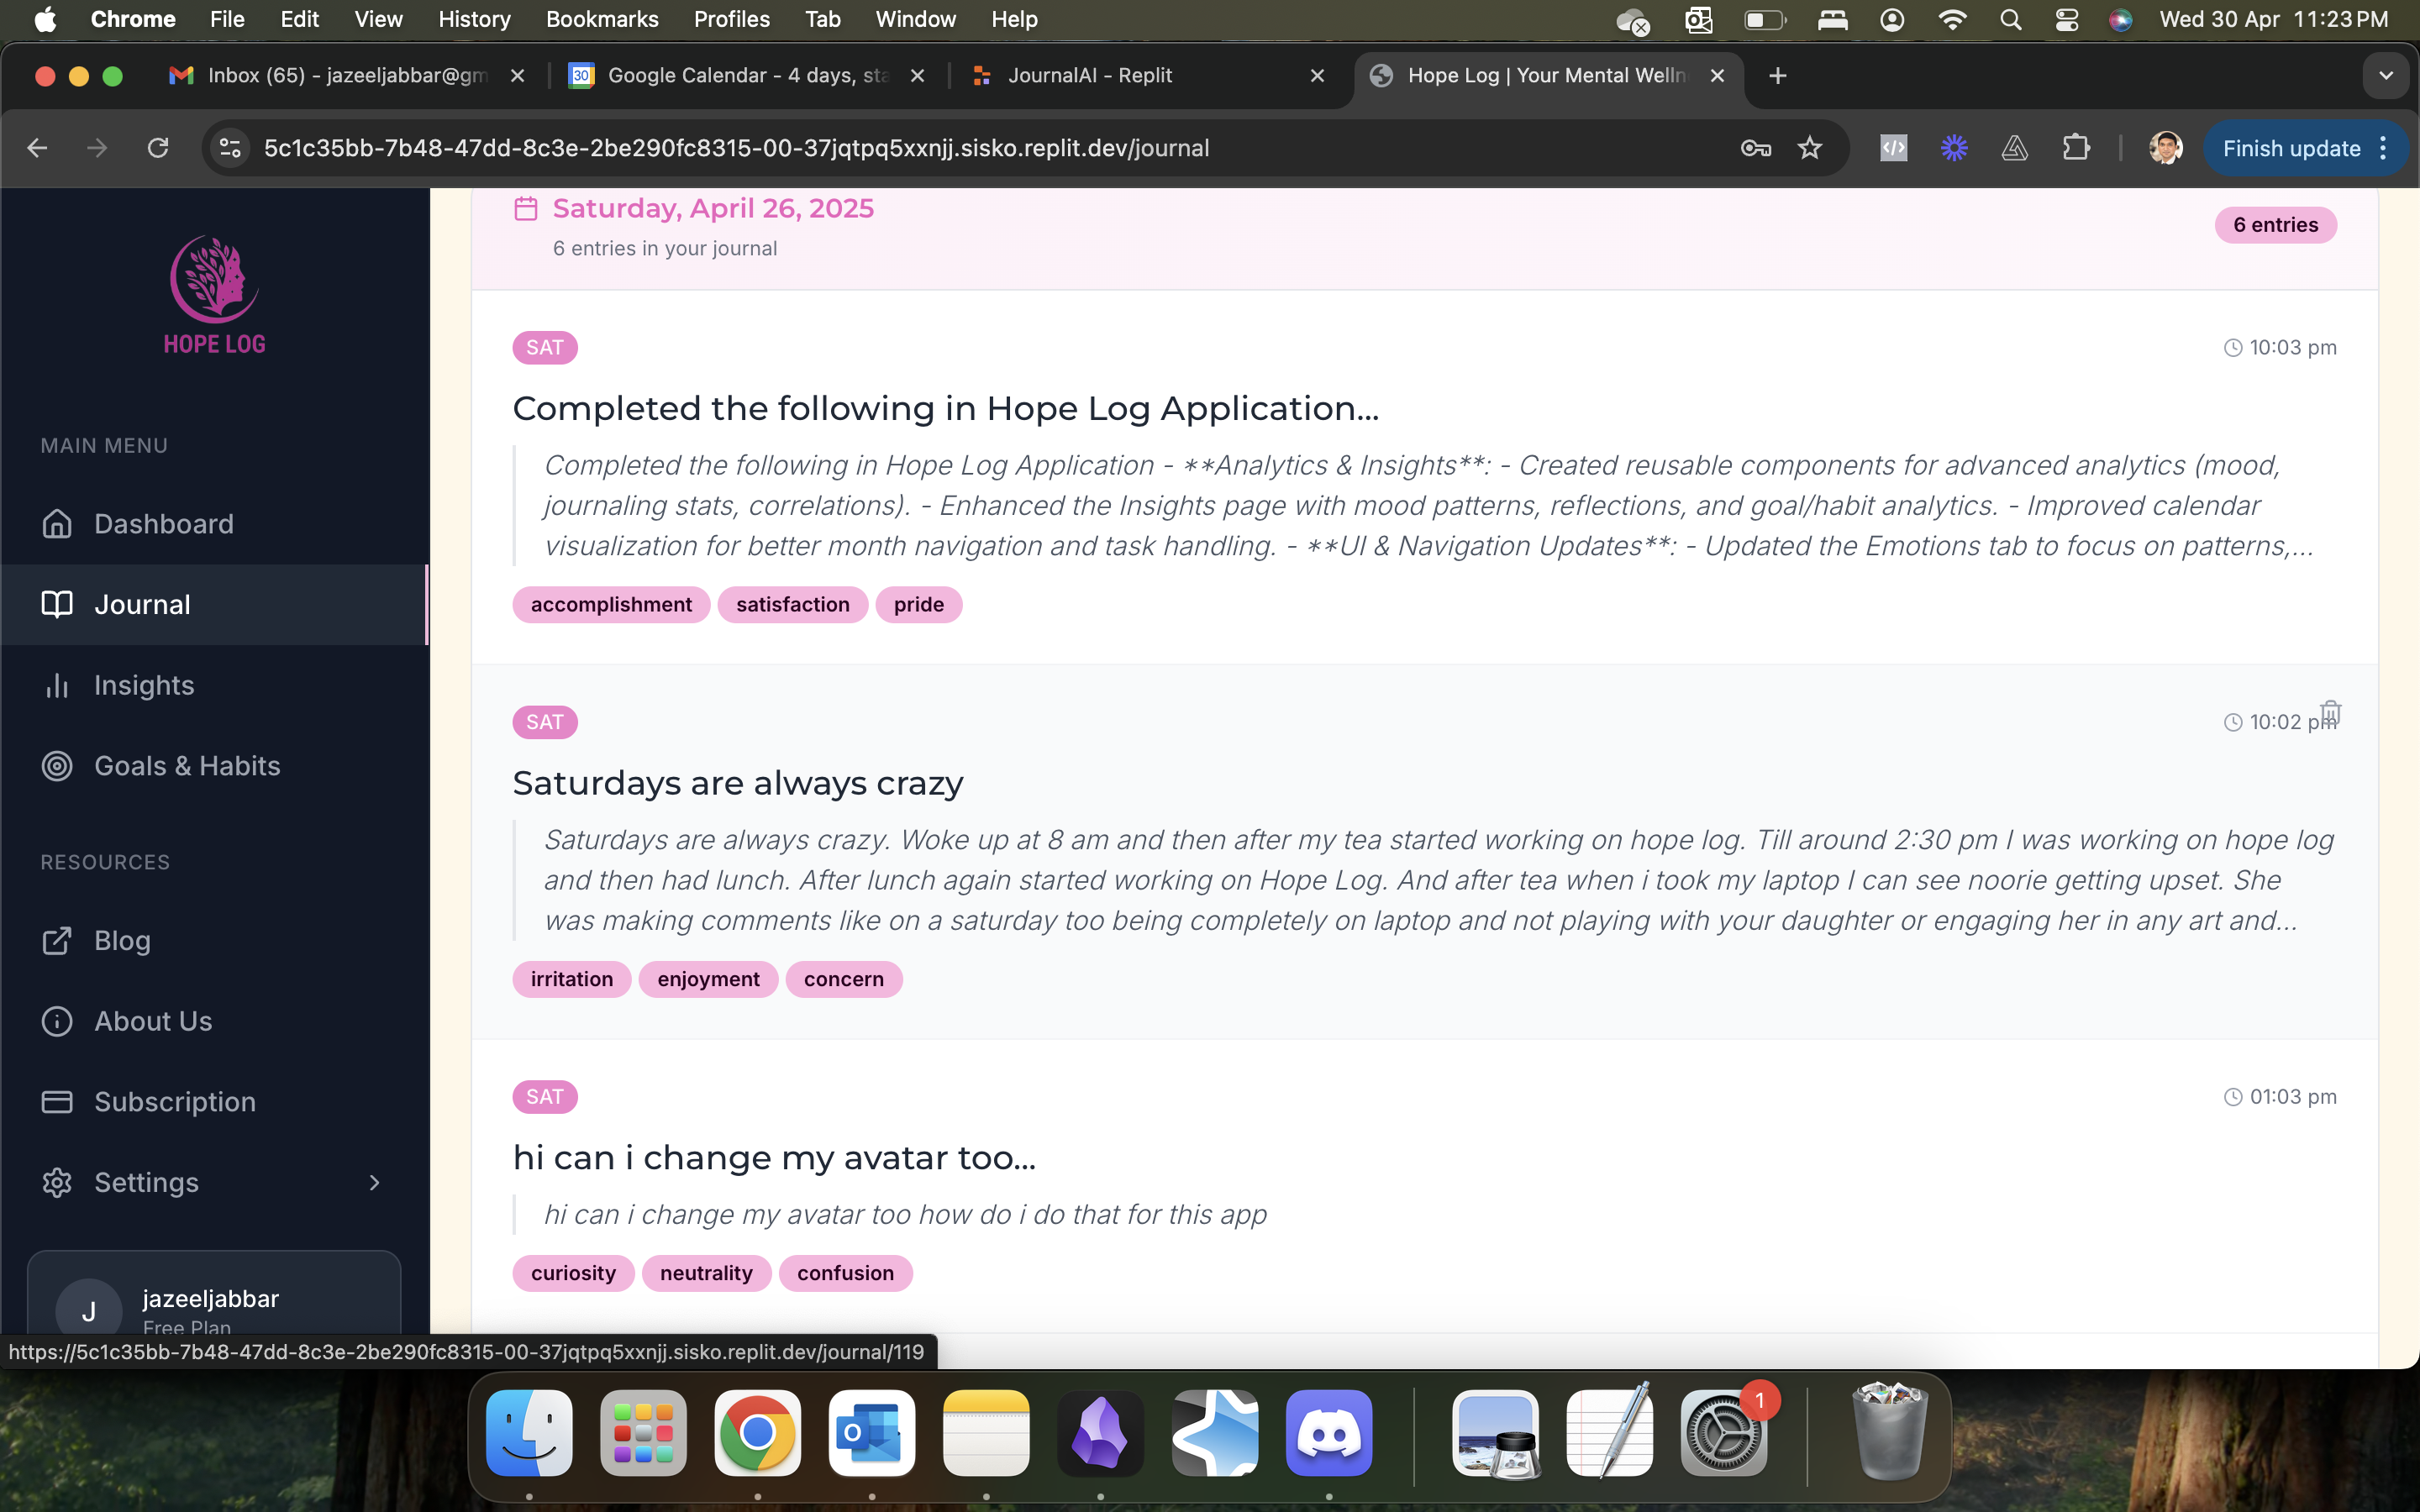 Chrome File Edit View History Bookmarks Profiles Tab Window Help Wed 30 Apr 11:23 PM
Inbox (65) - jazeeljabbar@gm
Google Calendar - 4 days, sta
JournalAI - Replit
Hope Log | Your Mental Welln
5c1c35bb-7b48-47dd-8c3e-2be290fc8315-00-37jqtpq5xxnjj.sisko.replit.dev/journal
Finish update
HOPE LOG
MAIN MENU
Dashboard
Journal
Insights
Goals & Habits
RESOURCES
Blog
About Us
Subscription
Settings
J
jazeeljabbar
Free Plan
Saturday, April 26, 2025
6 entries in your journal
6 entries
SAT
10:03 pm
Completed the following in Hope Log Application...
Completed the following in Hope Log Application - **Analytics & Insights**: - Created reusable components for advanced analytics (mood,
journaling stats, correlations). - Enhanced the Insights page with mood patterns, reflections, and goal/habit analytics. - Improved calendar
visualization for better month navigation and task handling. - **UI & Navigation Updates**: - Updated the Emotions tab to focus on patterns,...
accomplishment satisfaction pride
SAT
10:02 pm
Saturdays are always crazy
Saturdays are always crazy. Woke up at 8 am and then after my tea started working on hope log. Till around 2:30 pm I was working on hope log
and then had lunch. After lunch again started working on Hope Log. And after tea when i took my laptop I can see noorie getting upset. She
was making comments like on a saturday too being completely on laptop and not playing with your daughter or engaging her in any art and...
irritation enjoyment concern
SAT
01:03 pm
hi can i change my avatar too...
hi can i change my avatar too how do i do that for this app
curiosity neutrality confusion
https://5c1c35bb-7b48-47dd-8c3e-2be290fc8315-00-37jqtpq5xxnjj.sisko.replit.dev/journal/119
1